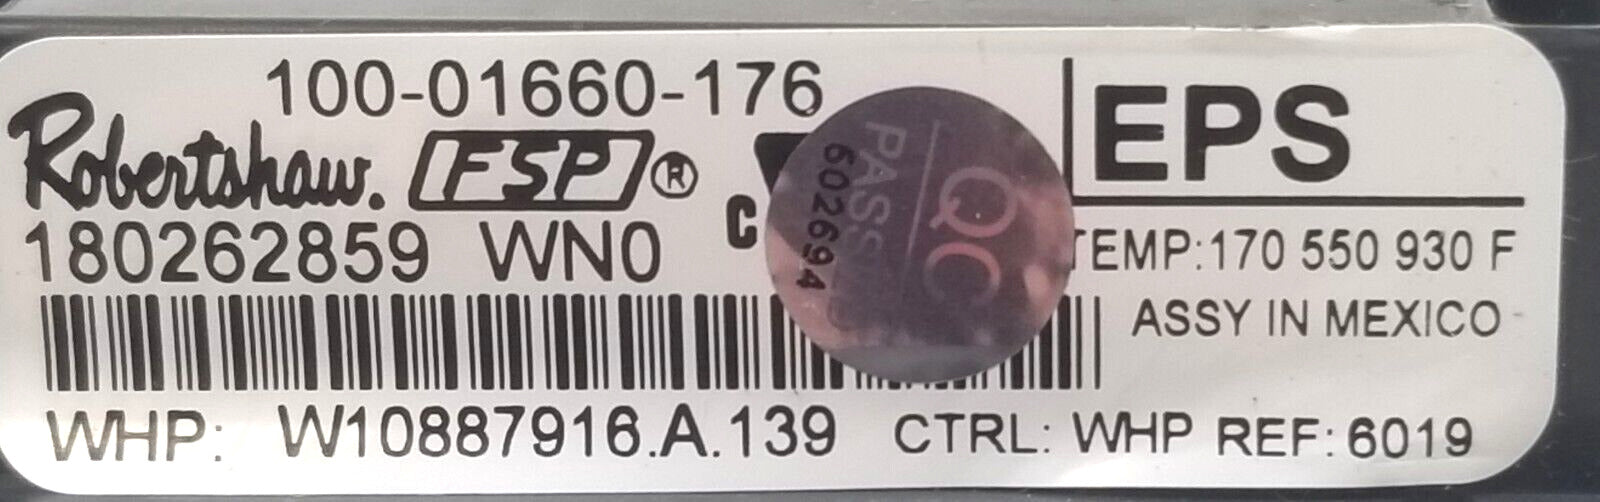 100-01660-176
EPS
Robertshaw. FSP®
180262859 WN0
C
TEMP:170 550 930 F
ASSY IN MEXICO
QC
PASS
6026694
WHP: W10887916.A.139 CTRL: WHP REF: 6019